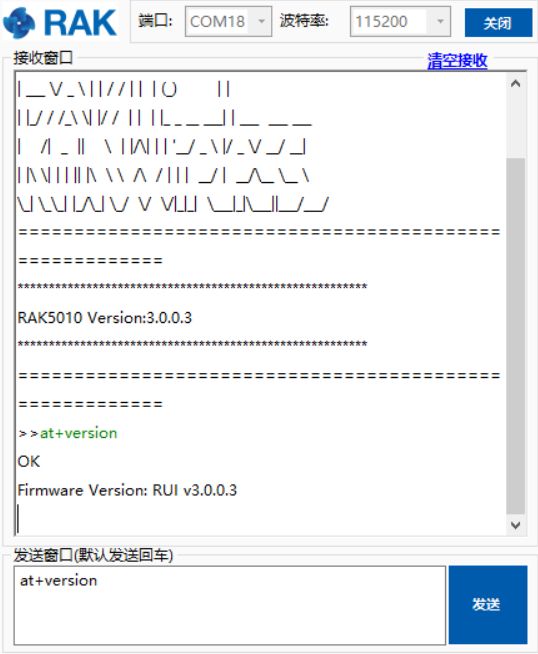 RAK 端口: COM18 波特率: 115200 关闭
接收窗口 清空接收
==========================================
=============
********************************************************
RAK5010 Version:3.0.0.3
********************************************************
==========================================
=============
>>at+version
OK
Firmware Version: RUI v3.0.0.3
发送窗口(默认发送回车)
at+version
发送